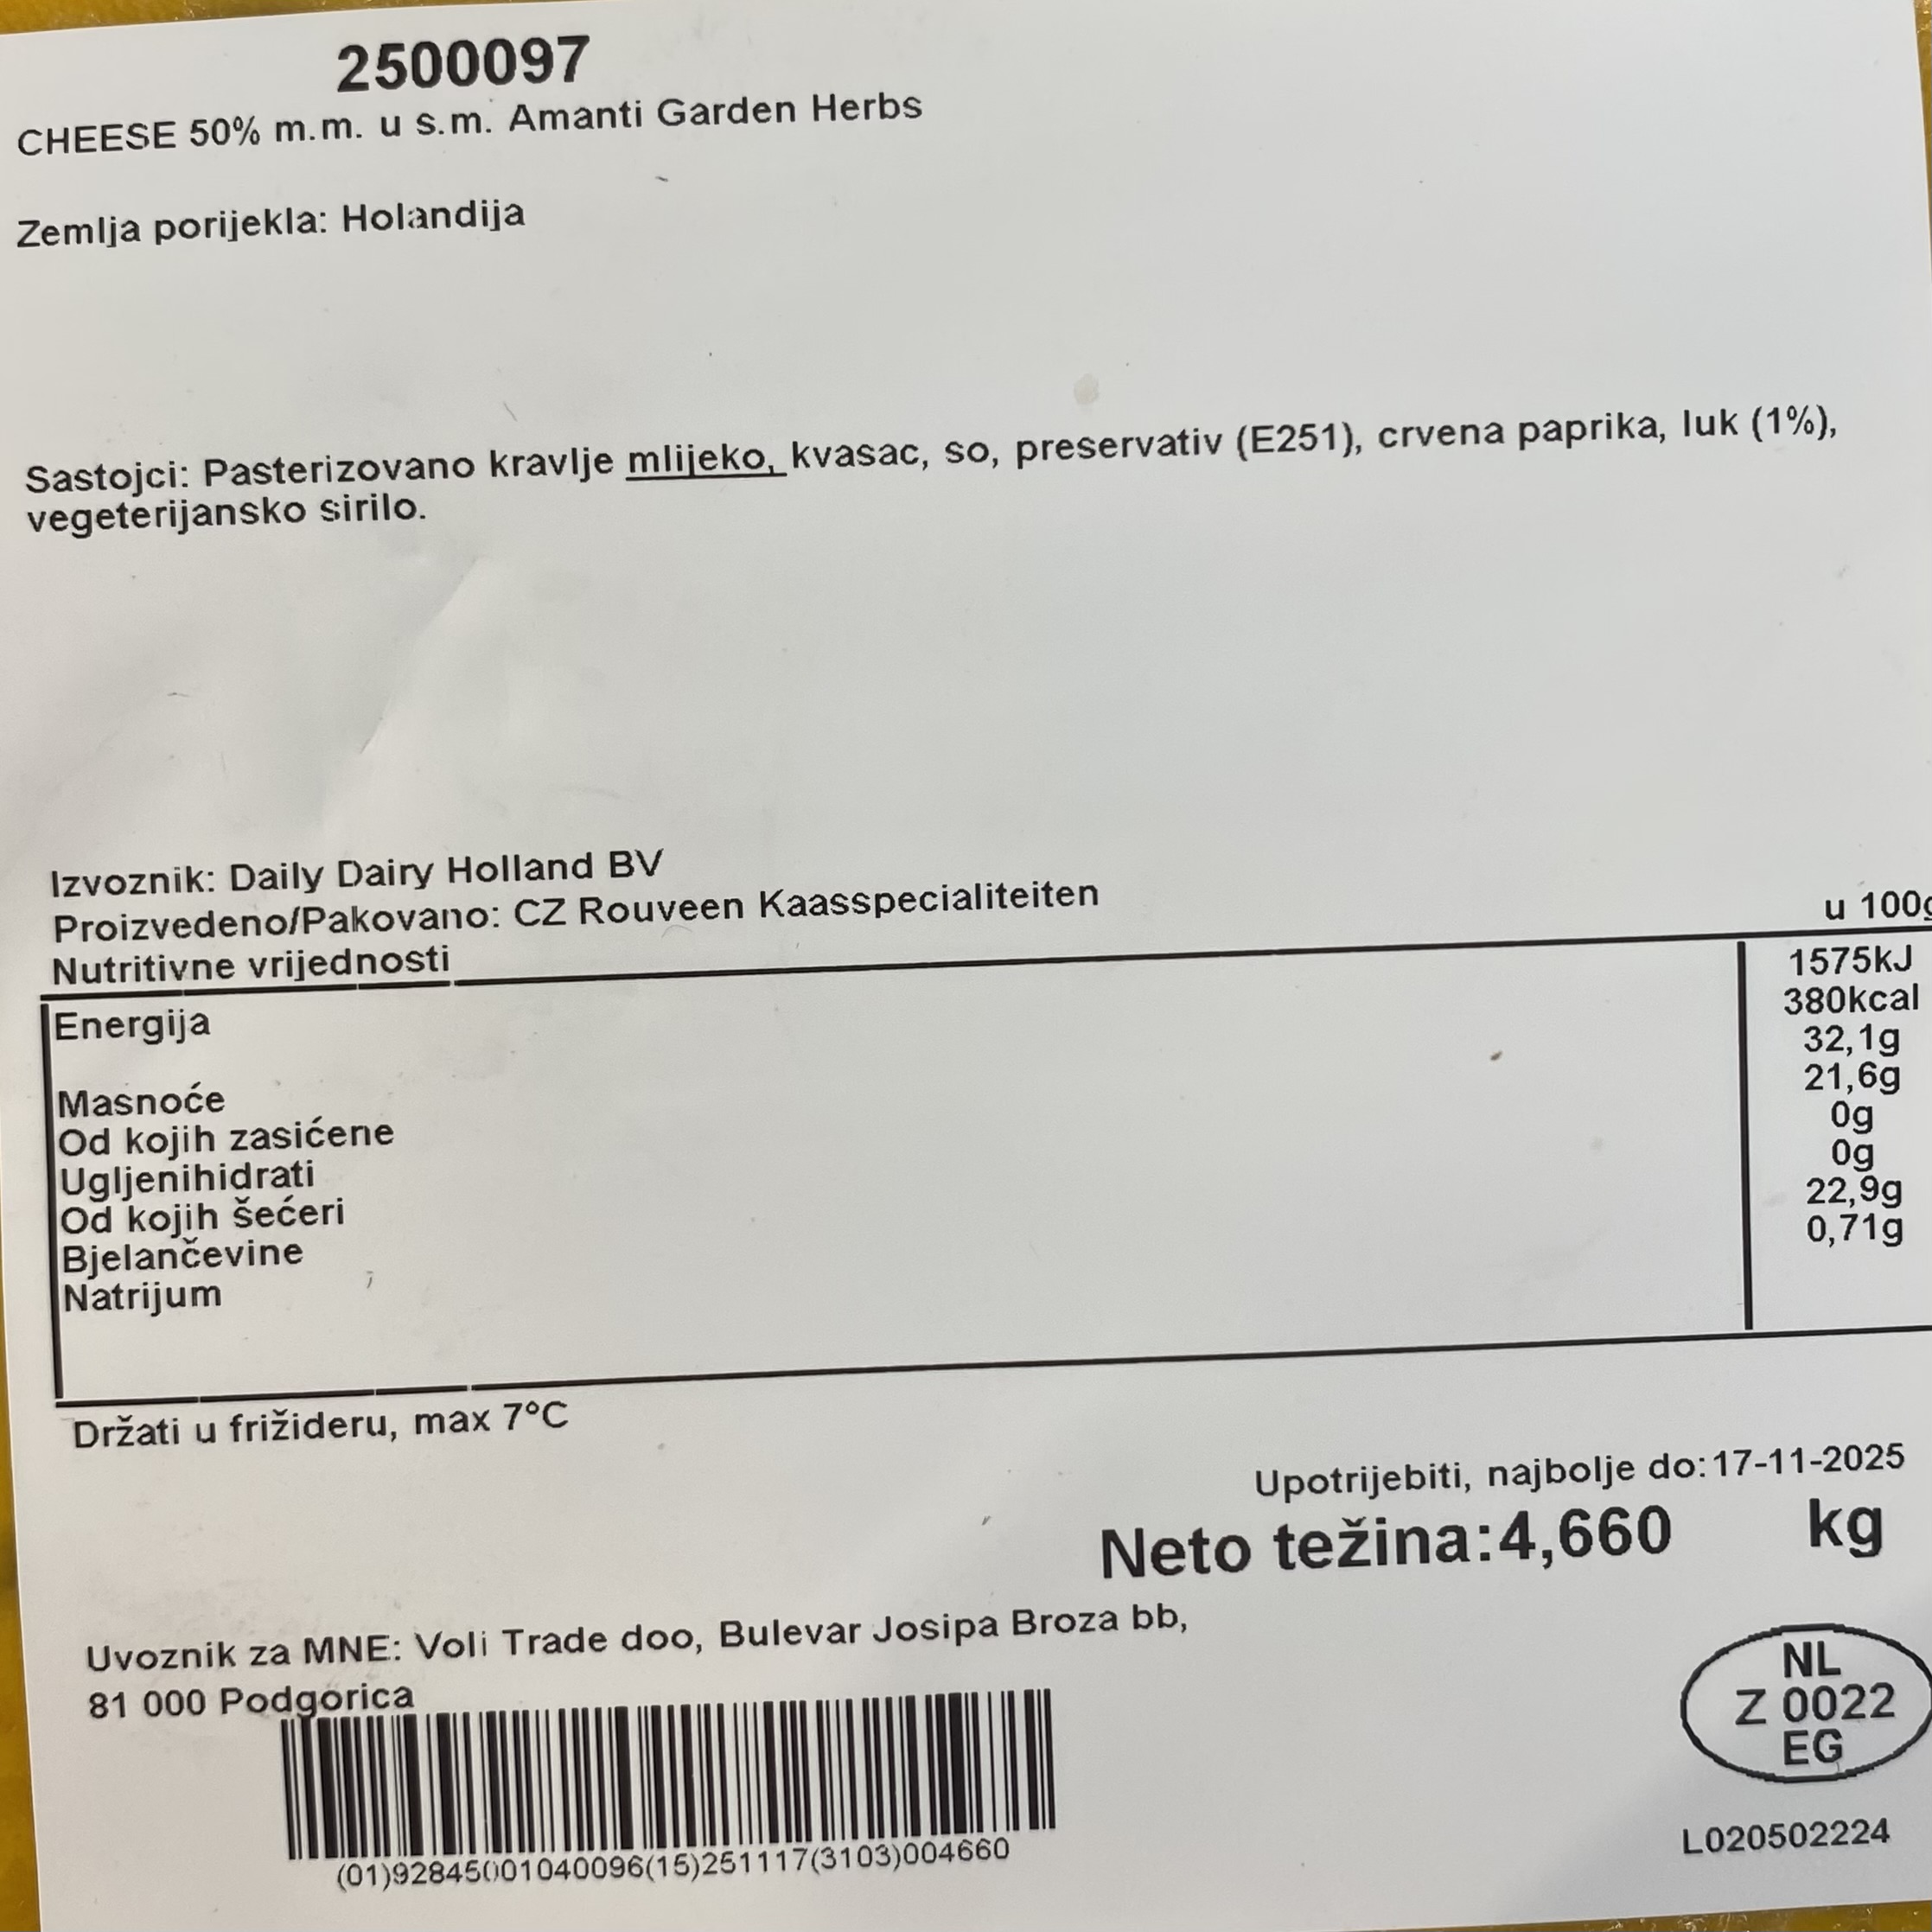 2500097
CHEESE 50% m.m. u s.m. Amanti Garden Herbs
Zemlja porijekla: Holandija
Sastojci: Pasterizovano kravlje mlijeko, kvasac, so, preservativ (E251), crvena paprika, luk (1%),
vegeterijansko sirilo.
Izvoznik: Daily Dairy Holland BV
Proizvedeno/Pakovano: CZ Rouveen Kaasspecialiteiten
Nutritivne vrijednosti
u 100g
Energija
1575kJ
380kcal
Masnoće
32,1g
Od kojih zasićene
21,6g
Ugljenihidrati
0g
Od kojih šećeri
0g
Bjelančevine
22,9g
Natrijum
0,71g
Držati u frižideru, max 7°C
Upotrijebiti, najbolje do:17-11-2025
Neto težina:4,660 kg
Uvoznik za MNE: Voli Trade doo, Bulevar Josipa Broza bb,
81 000 Podgorica
NL
Z 0022
EG
(01)92845001040096(15)251117(3103)004660
L020502224